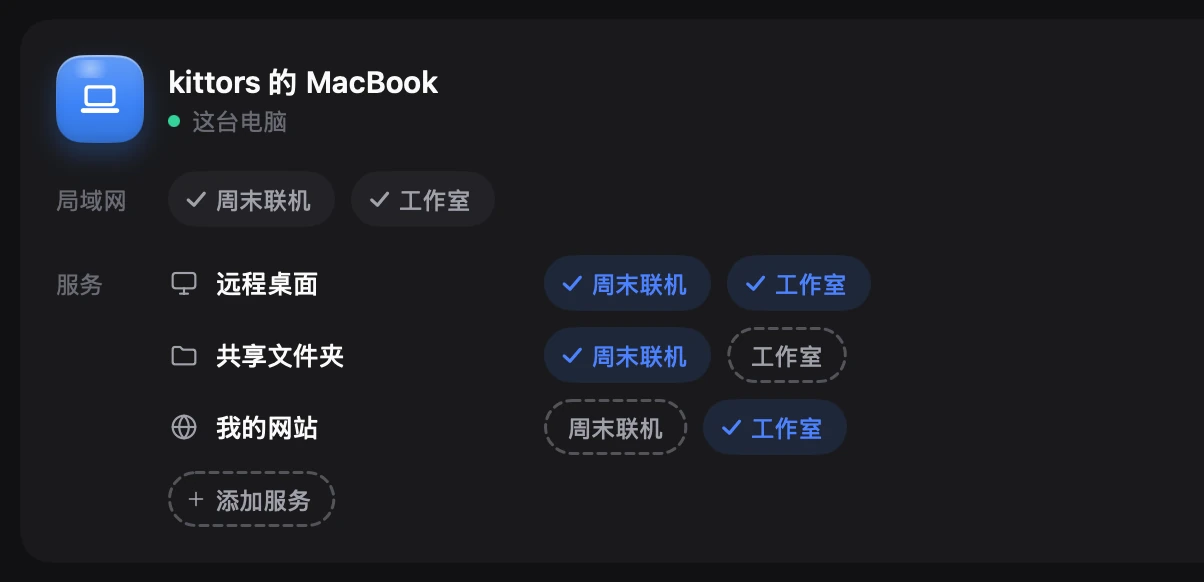 kittors 的 MacBook
这台电脑
局域网 周末联机 工作室
服务 远程桌面 周末联机 工作室
共享文件夹 周末联机 工作室
我的网站 周末联机 工作室
+ 添加服务